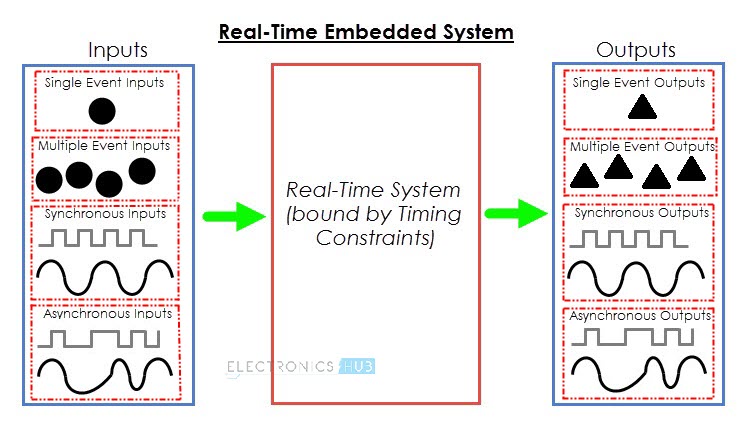 Real-Time Embedded System
Inputs
Single Event Inputs
Multiple Event Inputs
Synchronous Inputs
Asynchronous Inputs
Real-Time System
(bound by Timing
Constraints)
ELECTRONICS HUB
Outputs
Single Event Outputs
Multiple Event Outputs
Synchronous Outputs
Asynchronous Outputs